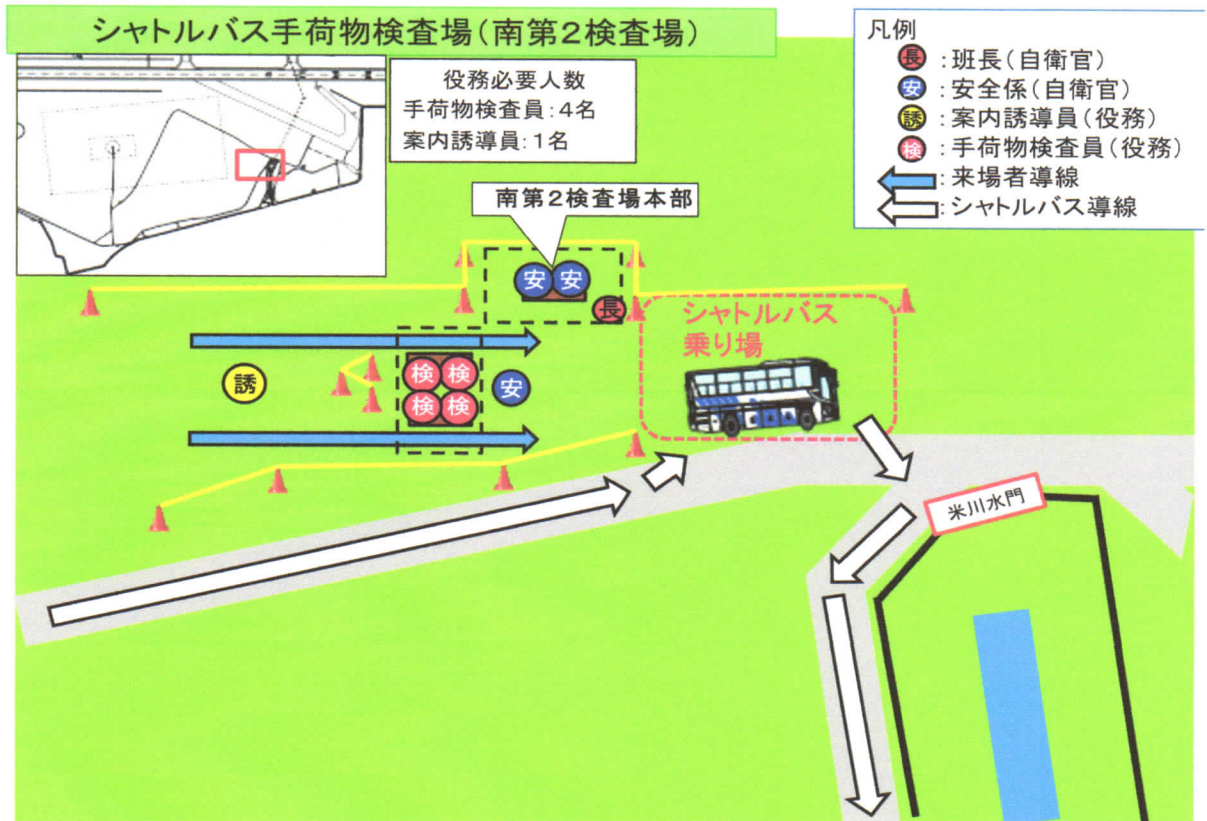 シャトルバス手荷物検査場(南第2検査場)
役務必要人数
手荷物検査員:4名
案内誘導員:1名
凡例
長:班長(自衛官)
安:安全係(自衛官)
誘:案内誘導員(役務)
検:手荷物検査員(役務)
:来場者導線
:シャトルバス導線
南第2検査場本部
安 安
長
シャトルバス
乗り場
誘
検 検
検 検
安
米川水門